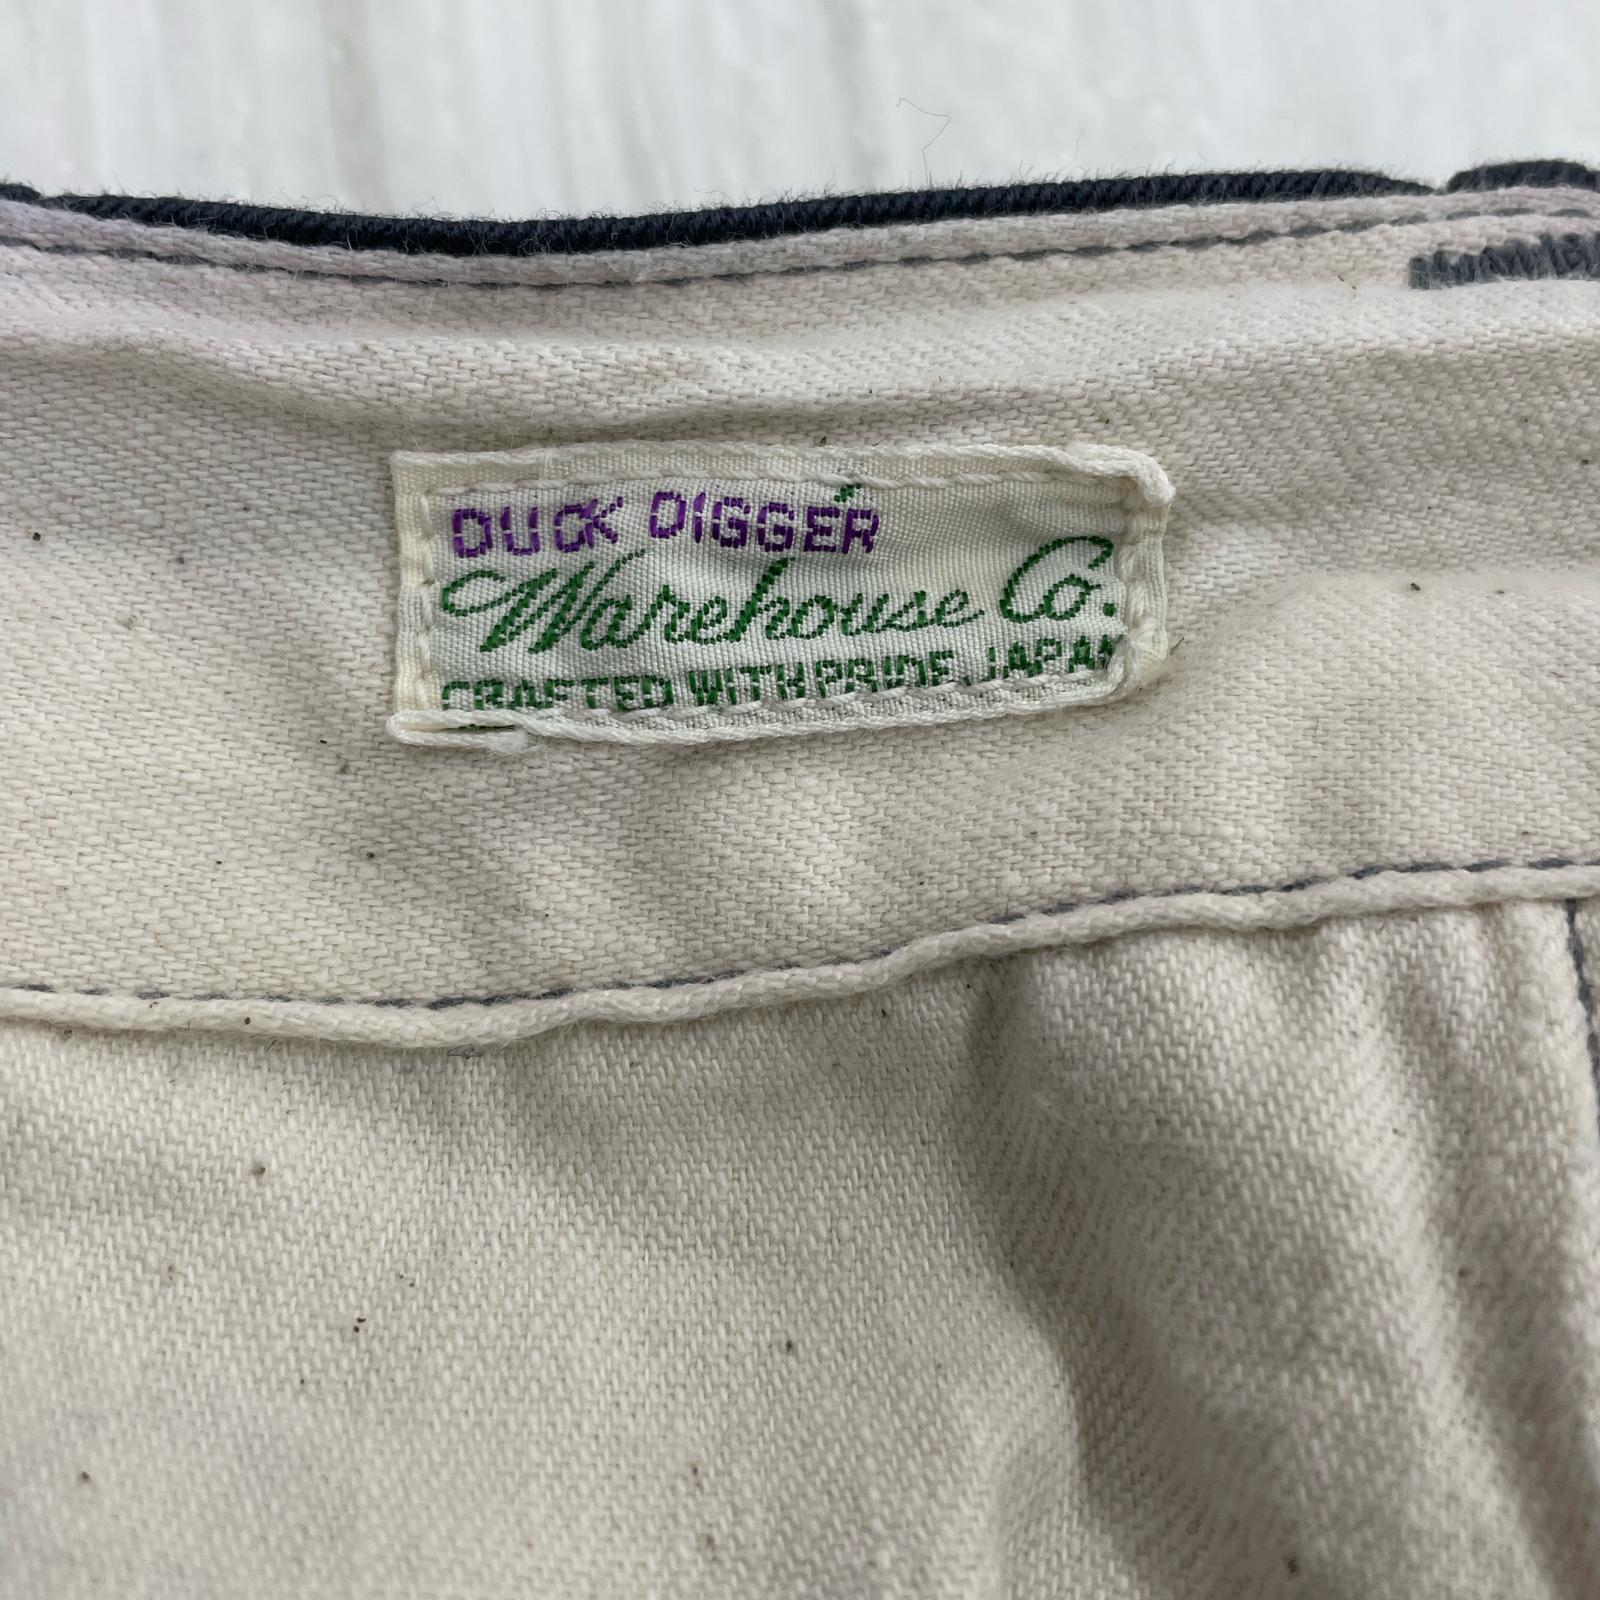 DUCK DIGGER
Warehouse Co.
CRAFTED WITH PRIDE JAPAN